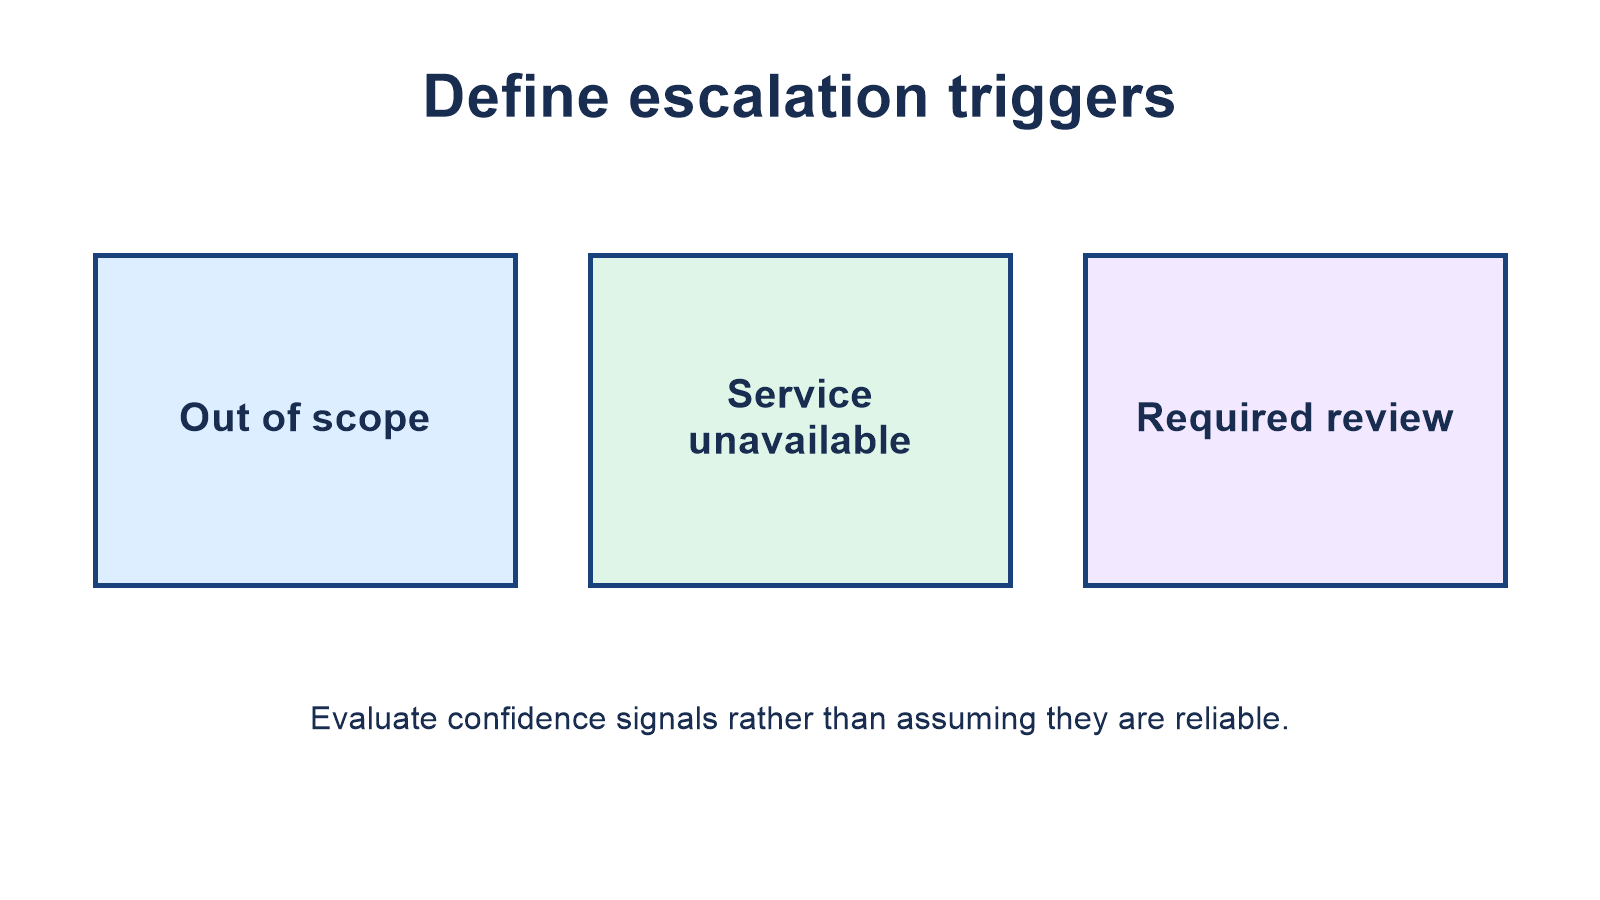 Define escalation triggers
Out of scope
Service
unavailable
Required review
Evaluate confidence signals rather than assuming they are reliable.